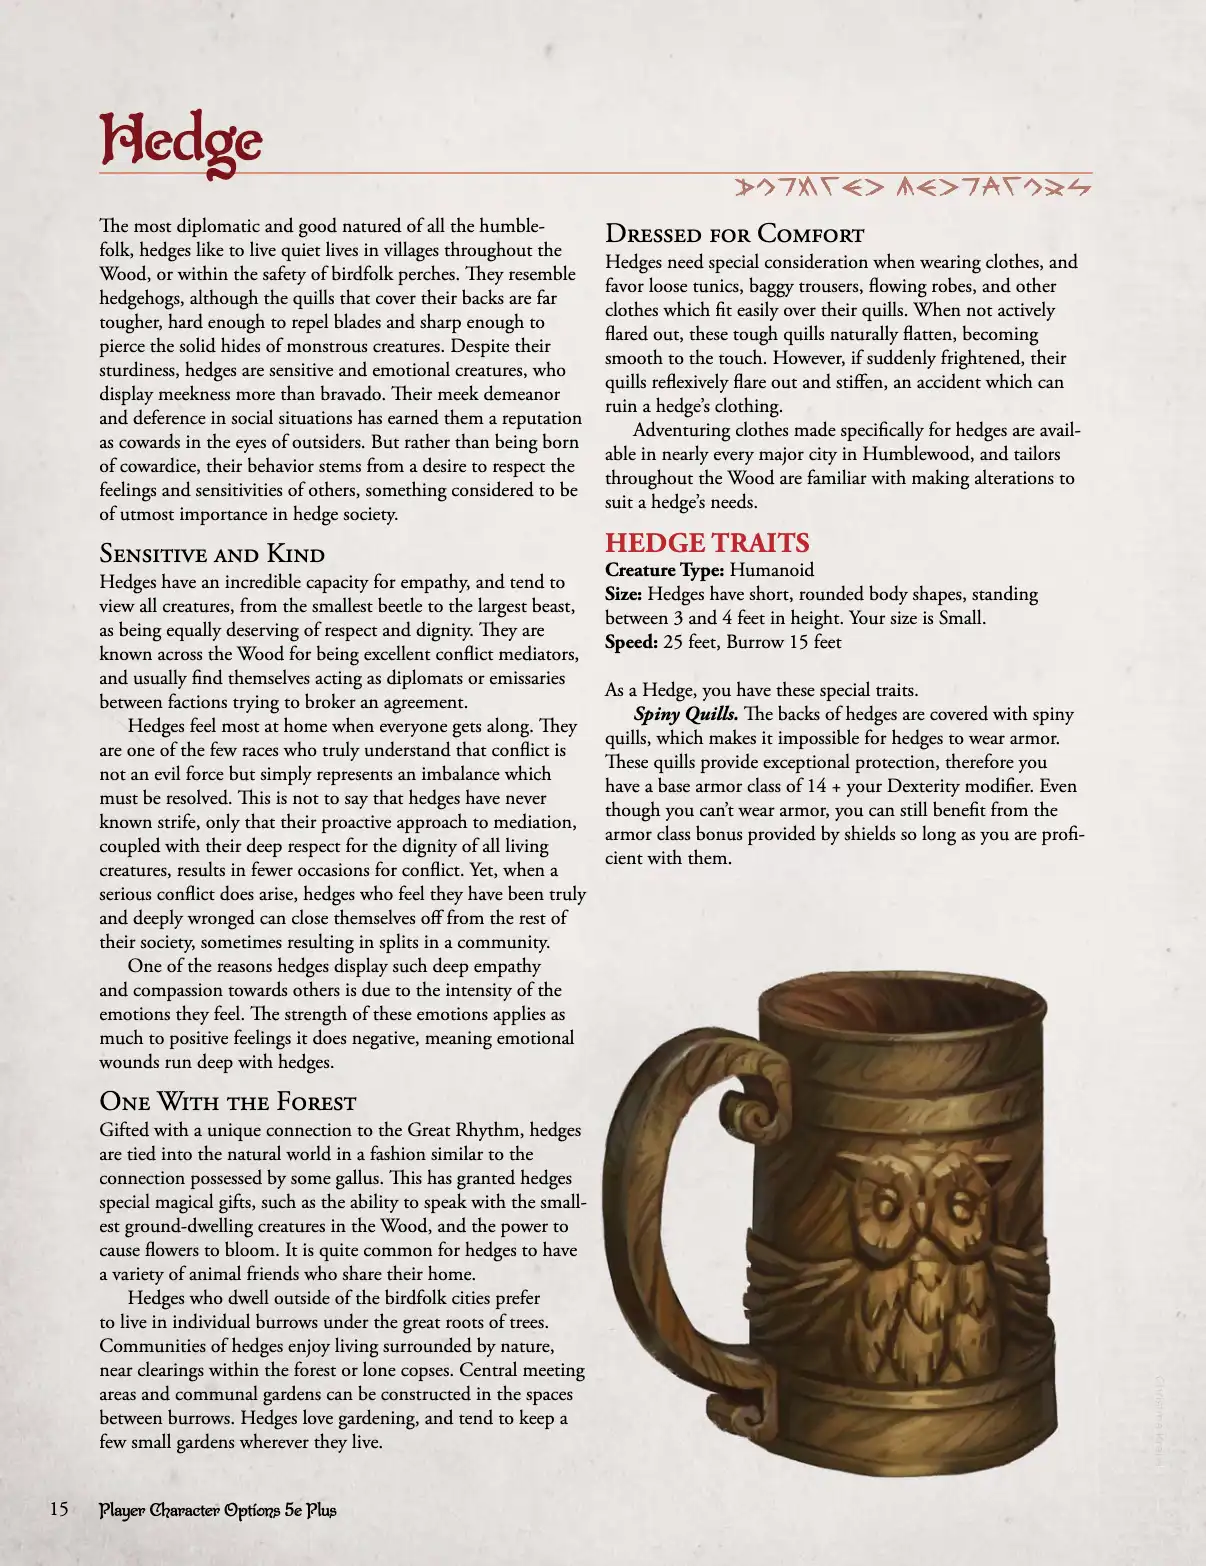 Hedge
The most diplomatic and good natured of all the humble-
folk, hedges like to live quiet lives in villages throughout the
Wood, or within the safety of birdfolk perches. They resemble
hedgehogs, although the quills that cover their backs are far
tougher, hard enough to repel blades and sharp enough to
pierce the solid hides of monstrous creatures. Despite their
sturdiness, hedges are sensitive and emotional creatures, who
display meekness more than bravado. Their meek demeanor
and deference in social situations has earned them a reputation
as cowards in the eyes of outsiders. But rather than being born
of cowardice, their behavior stems from a desire to respect the
feelings and sensitivities of others, something considered to be
of utmost importance in hedge society.
Sensitive and Kind
Hedges have an incredible capacity for empathy, and tend to
view all creatures, from the smallest beetle to the largest beast,
as being equally deserving of respect and dignity. They are
known across the Wood for being excellent conflict mediators,
and usually find themselves acting as diplomats or emissaries
between factions trying to broker an agreement.
Hedges feel most at home when everyone gets along. They
are one of the few races who truly understand that conflict is
not an evil force but simply represents an imbalance which
must be resolved. This is not to say that hedges have never
known strife, only that their proactive approach to mediation,
coupled with their deep respect for the dignity of all living
creatures, results in fewer occasions for conflict. Yet, when a
serious conflict does arise, hedges who feel they have been truly
and deeply wronged can close themselves off from the rest of
their society, sometimes resulting in splits in a community.
One of the reasons hedges display such deep empathy
and compassion towards others is due to the intensity of the
emotions they feel. The strength of these emotions applies as
much to positive feelings it does negative, meaning emotional
wounds run deep with hedges.
One With the Forest
Gifted with a unique connection to the Great Rhythm, hedges
are tied into the natural world in a fashion similar to the
connection possessed by some gallus. This has granted hedges
special magical gifts, such as the ability to speak with the small-
est ground-dwelling creatures in the Wood, and the power to
cause flowers to bloom. It is quite common for hedges to have
a variety of animal friends who share their home.
Hedges who dwell outside of the birdfolk cities prefer
to live in individual burrows under the great roots of trees.
Communities of hedges enjoy living surrounded by nature,
near clearings within the forest or lone copses. Central meeting
areas and communal gardens can be constructed in the spaces
between burrows. Hedges love gardening, and tend to keep a
few small gardens wherever they live.
Dressed for Comfort
Hedges need special consideration when wearing clothes, and
favor loose tunics, baggy trousers, flowing robes, and other
clothes which fit easily over their quills. When not actively
flared out, these tough quills naturally flatten, becoming
smooth to the touch. However, if suddenly frightened, their
quills reflexively flare out and stiffen, an accident which can
ruin a hedge's clothing.
Adventuring clothes made specifically for hedges are avail-
able in nearly every major city in Humblewood, and tailors
throughout the Wood are familiar with making alterations to
suit a hedge's needs.
HEDGE TRAITS
Creature Type: Humanoid
Size: Hedges have short, rounded body shapes, standing
between 3 and 4 feet in height. Your size is Small.
Speed: 25 feet, Burrow 15 feet
As a Hedge, you have these special traits.
Spiny Quills. The backs of hedges are covered with spiny
quills, which makes it impossible for hedges to wear armor.
These quills provide exceptional protection, therefore you
have a base armor class of 14 + your Dexterity modifier. Even
though you can't wear armor, you can still benefit from the
armor class bonus provided by shields so long as you are profi-
cient with them.
15 Player Character Options 5e Plus